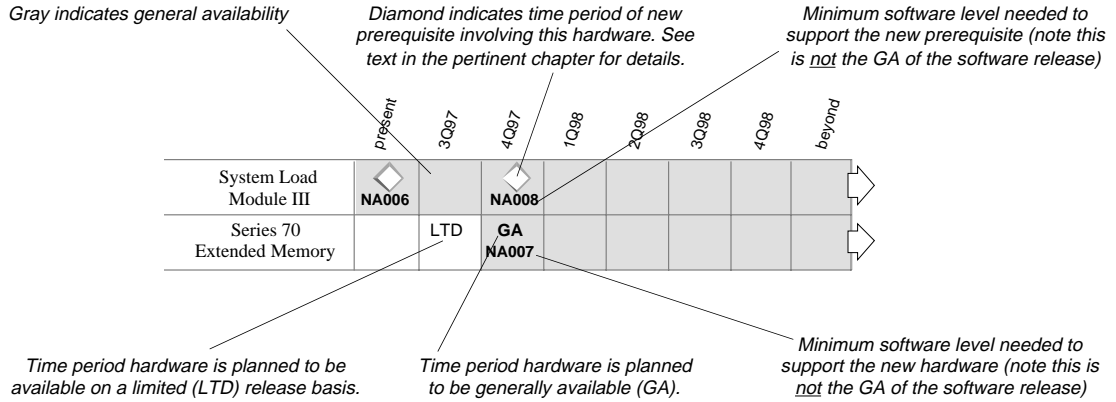 Gray indicates general availability
Diamond indicates time period of new
prerequisite involving this hardware. See
text in the pertinent chapter for details.
Minimum software level needed to
support the new prerequisite (note this
is not the GA of the software release)
present
3Q97
4Q97
1Q98
2Q98
3Q98
4Q98
beyond
System Load
Module III
NA006
NA008
Series 70
Extended Memory
LTD
GA
NA007
Time period hardware is planned to be
available on a limited (LTD) release basis.
Time period hardware is planned
to be generally available (GA).
Minimum software level needed to
support the new hardware (note this is
not the GA of the software release)